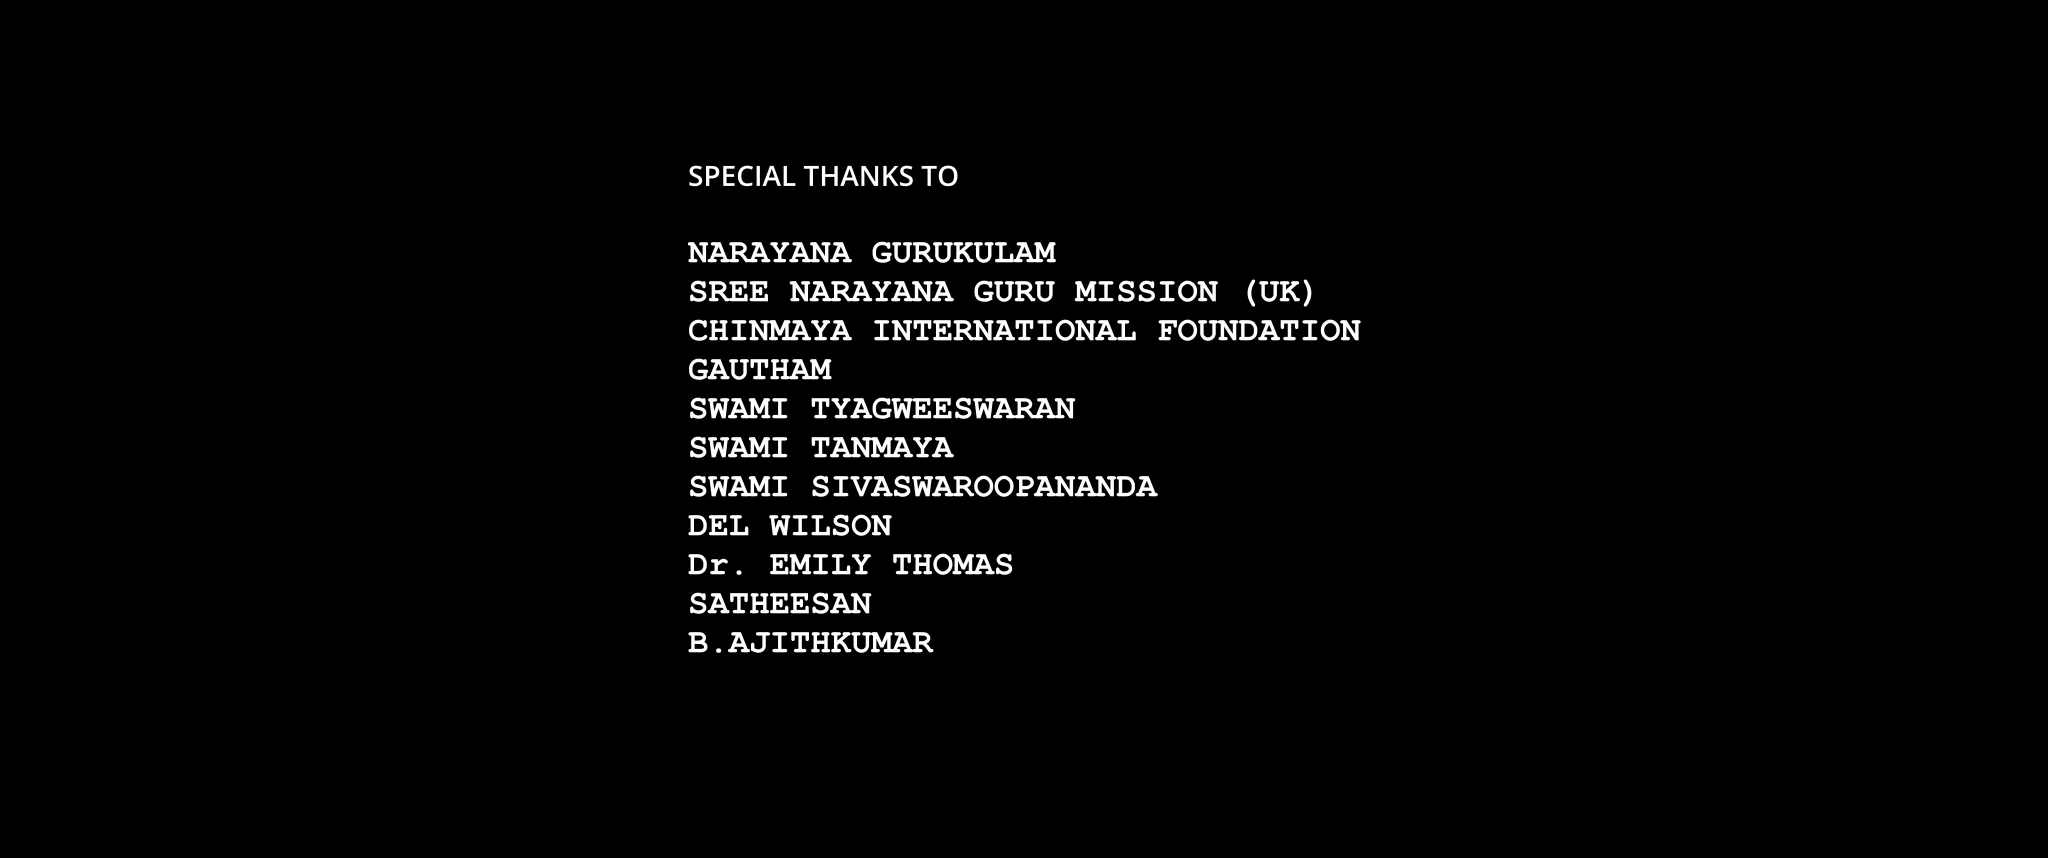 SPECIAL THANKS TO
NARAYANA GURUKULAM
SREE NARAYANA GURU MISSION (UK)
CHINMAYA INTERNATIONAL FOUNDATION
GAUTHAM
SWAMI TYAGWEESWARAN
SWAMI TANMAYA
SWAMI SIVASWAROOPANANDA
DEL WILSON
Dr. EMILY THOMAS
SATHEESAN
B.AJITHKUMAR